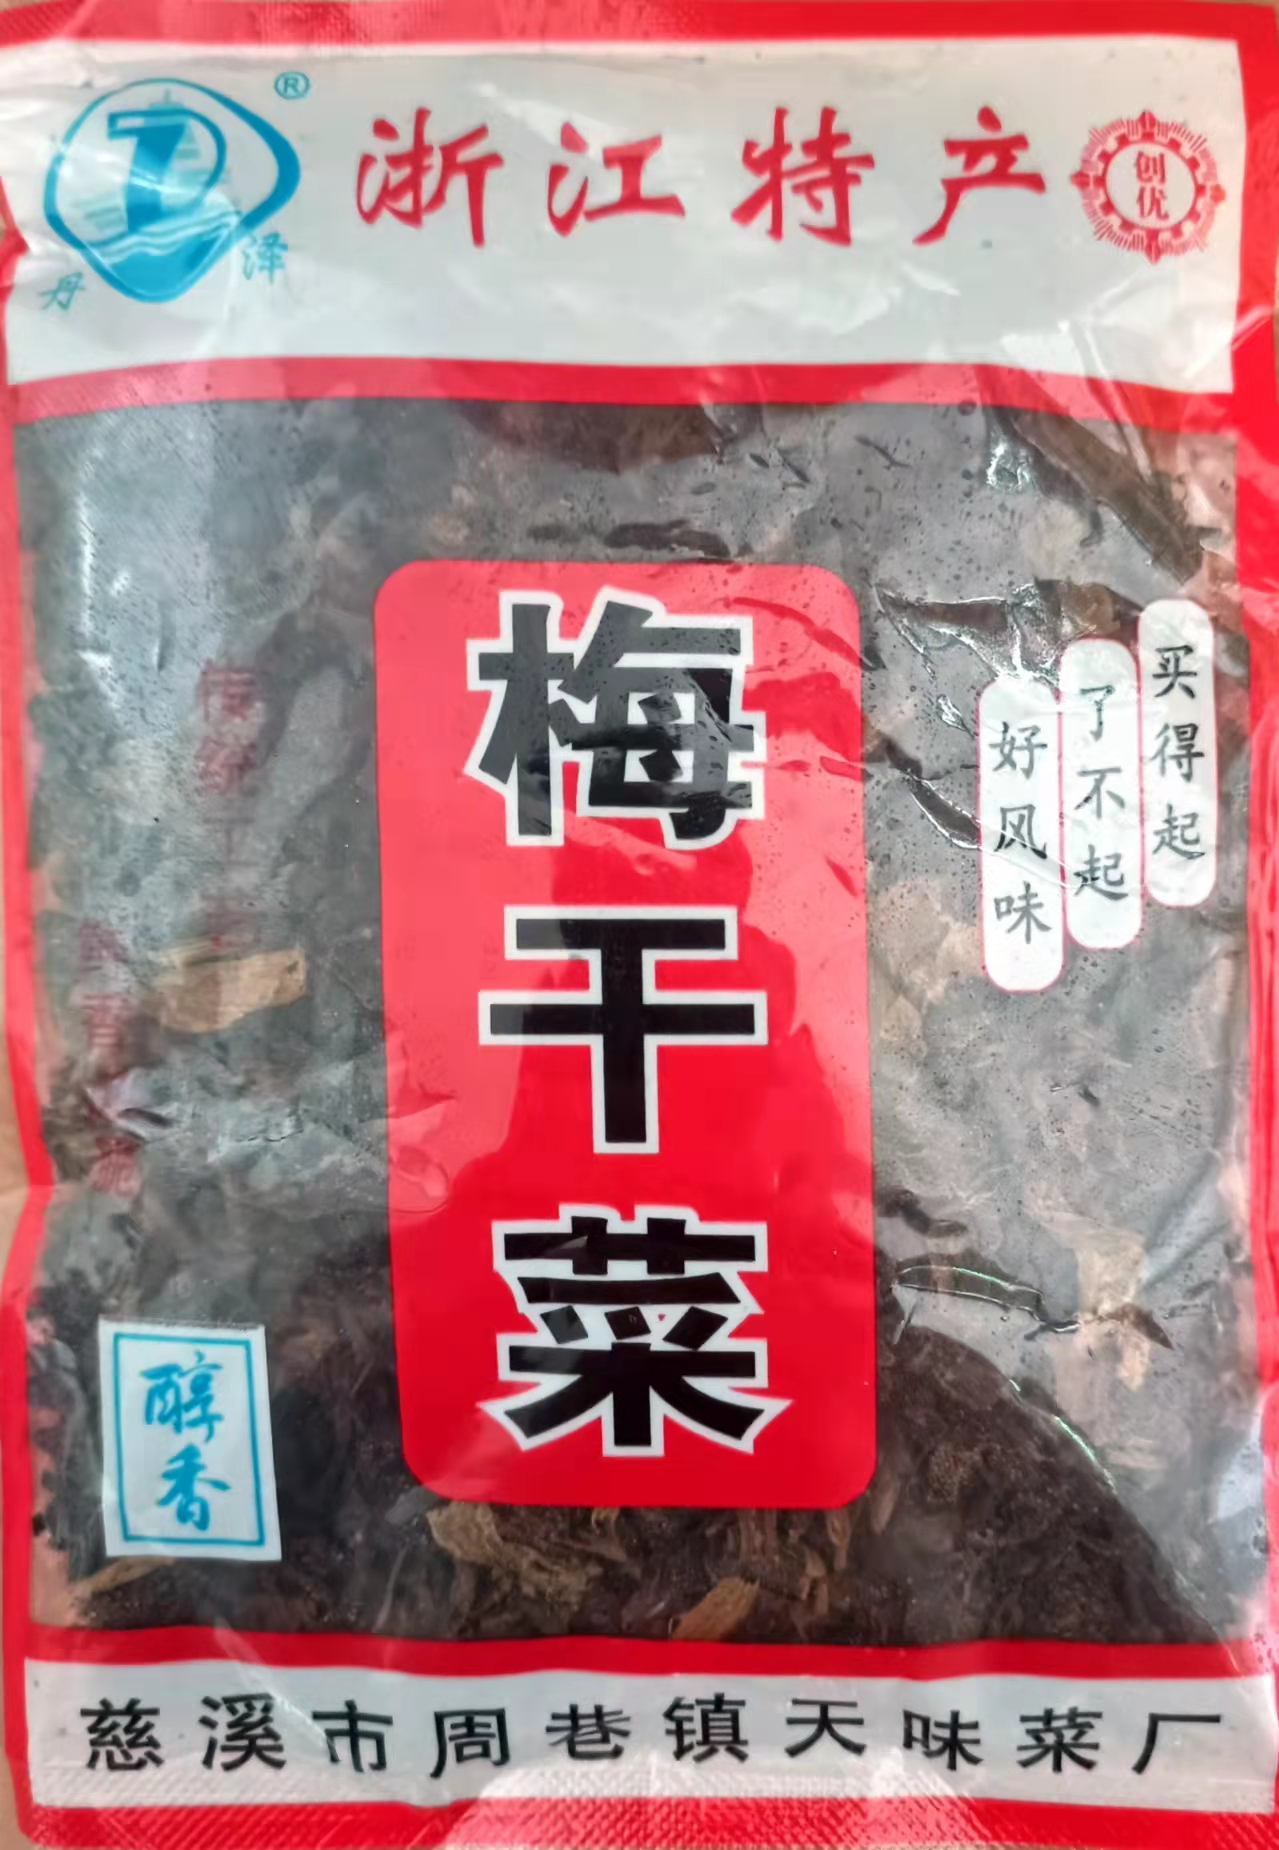 ®
丹泽
浙江特产
创优
买得起
了不起
好风味
梅干菜
醇香
慈溪市周巷镇天味菜厂